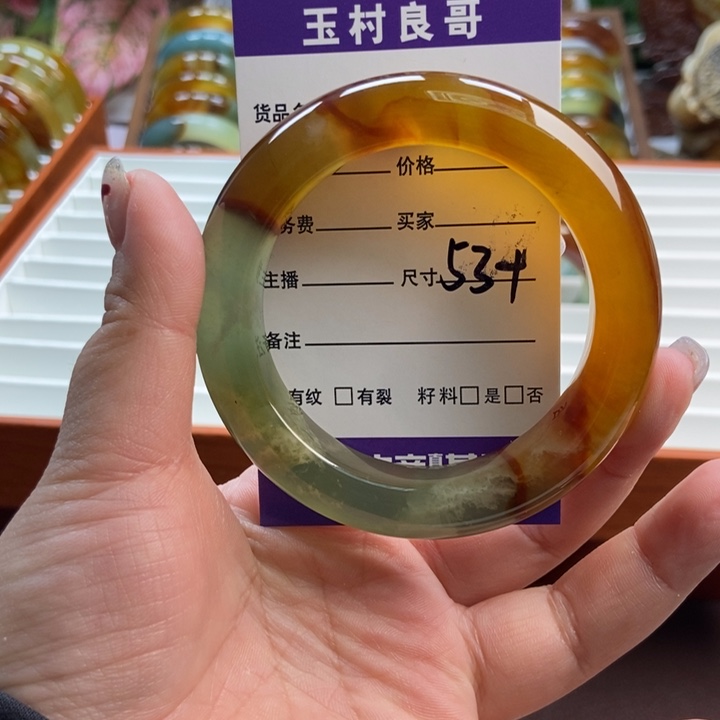 玉村良哥
货品
价格
务费 买家
主播 尺寸 534
备注
有纹 □有裂 籽料□是□否